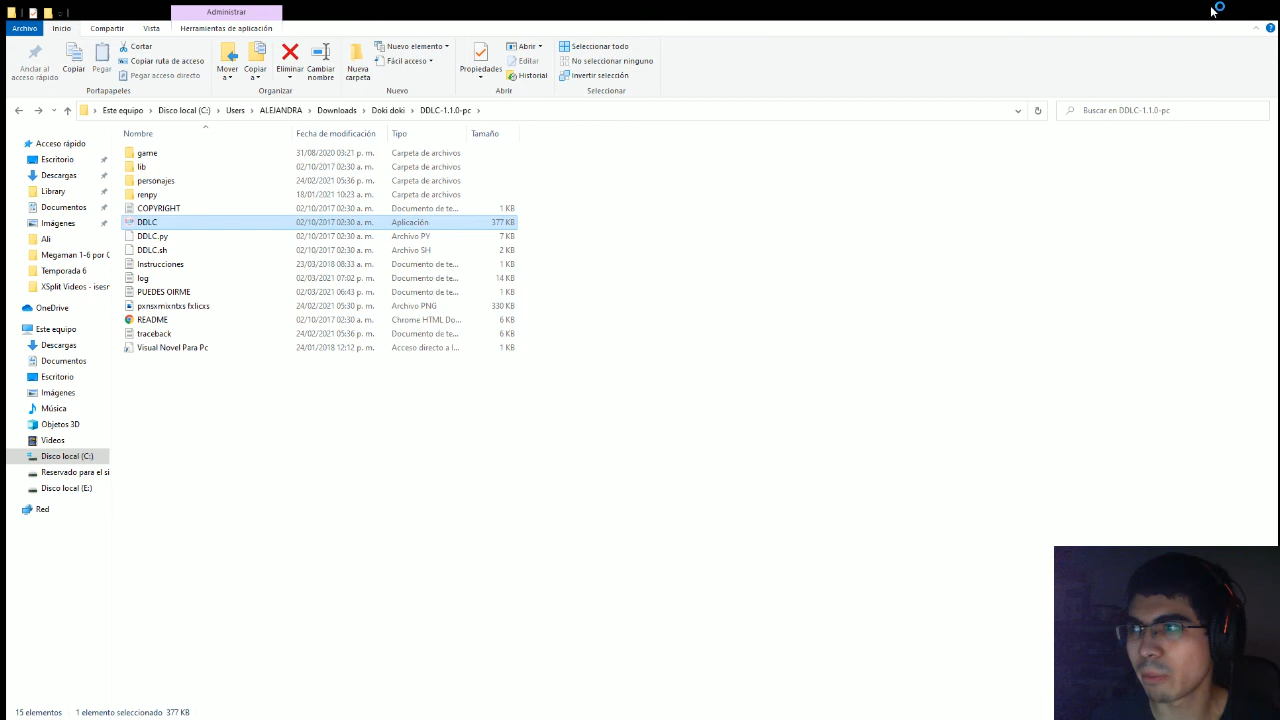 Administrar
Archivo Inicio Compartir Vista Herramientas de aplicación
Andar al acceso rápido
Copiar
Pegar
Cortar
Copiar ruta de acceso
Pegar acceso directo
Portapapeles
Mover a
Copiar a
Eliminar
Cambiar nombre
Organizar
Nueva carpeta
Nuevo elemento
Fácil acceso
Nuevo
Propiedades
Abrir
Editar
Historial
Abrir
Seleccionar todo
No seleccionar ninguno
Invertir selección
Seleccionar
Este equipo > Disco local (C:) > Users > ALEJANDRA > Downloads > Doki doki > DDLC-1.1.0-pc >
Buscar en DDLC-1.1.0-pc
Acceso rápido
Escritorio
Descargas
Library
Documentos
Imágenes
Ali
Megaman 1-6 por
Temporada 6
XSplit Videos - isesr
OneDrive
Este equipo
Descargas
Documentos
Escritorio
Imágenes
Música
Objetos 3D
Videos
Disco local (C:)
Reservado para el si
Disco local (E:)
Red
Nombre Fecha de modificación Tipo Tamaño
game 31/08/2020 03:21 p. m. Carpeta de archivos
lib 02/10/2017 02:30 a. m. Carpeta de archivos
personajes 24/02/2021 05:36 p. m. Carpeta de archivos
renpy 18/01/2021 10:23 a. m. Carpeta de archivos
COPYRIGHT 02/10/2017 02:30 a. m. Documento de te... 1 KB
DDLC 02/10/2017 02:30 a. m. Aplicación 377 KB
DDLC.py 02/10/2017 02:30 a. m. Archivo PY 7 KB
DDLC.sh 02/10/2017 02:30 a. m. Archivo SH 2 KB
Instrucciones 23/03/2018 08:33 a. m. Documento de te... 1 KB
log 02/03/2021 07:02 p. m. Documento de te... 14 KB
PUEDES OIRME 02/03/2021 06:43 p. m. Documento de te... 1 KB
pxnsxmixntxs fxlicxs 24/02/2021 05:30 p. m. Archivo PNG 330 KB
README 02/10/2017 02:30 a. m. Chrome HTML Do... 6 KB
traceback 24/02/2021 05:36 p. m. Documento de te... 6 KB
Visual Novel Para Pc 24/01/2018 12:12 p. m. Acceso directo a I... 1 KB
15 elementos 1 elemento seleccionado 377 KB